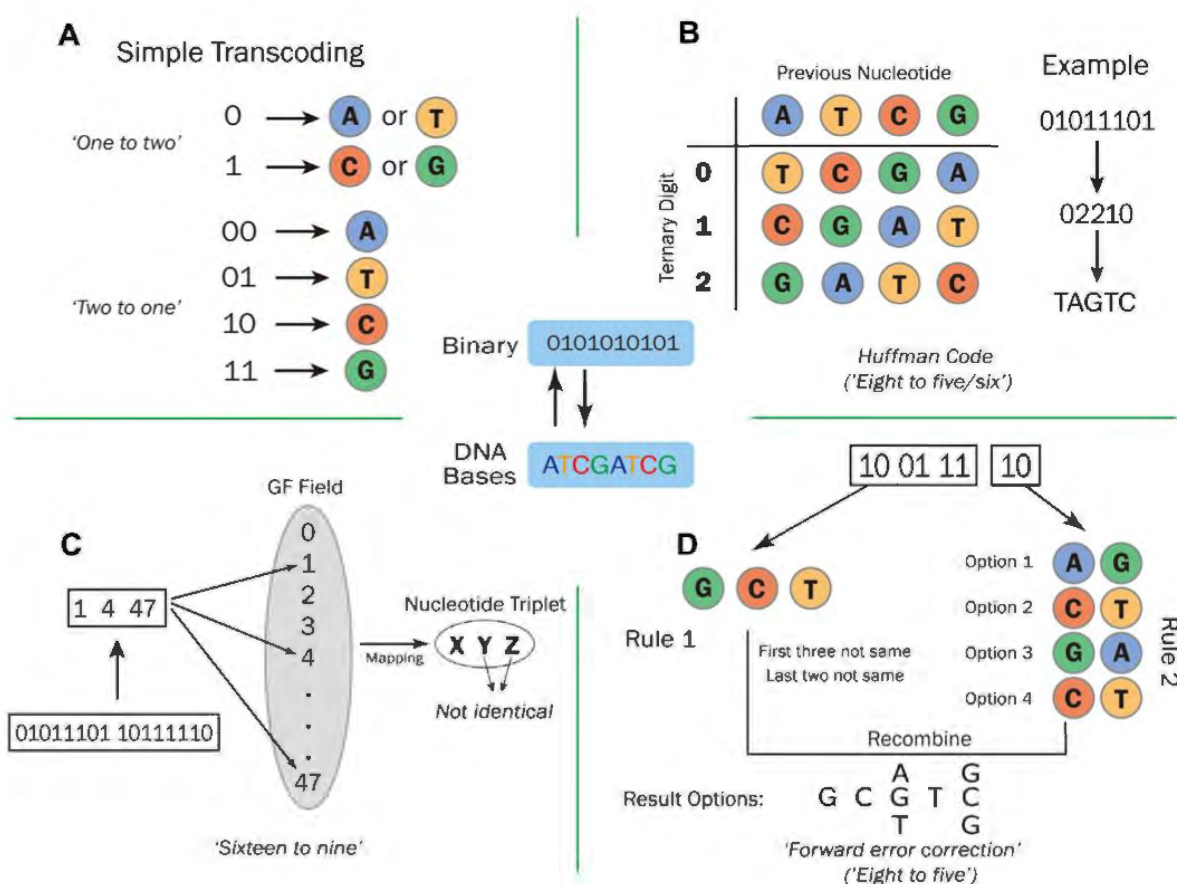 A
Simple Transcoding
'One to two'
0 A or T
1 C or G
'Two to one'
00 A
01 T
10 C
11 G
B
Previous Nucleotide
A T C G
Ternary Digit
0 T C G A
1 C G A T
2 G A T C
Example
01011101
02210
TAGTC
Huffman Code
('Eight to five/six')
Binary
0101010101
DNA
Bases
ATCGATCG
C
GF Field
0
1
2
3
4
.
.
.
47
1 4 47
01011101 10111110
Mapping
Nucleotide Triplet
X Y Z
Not identical
'Sixteen to nine'
D
10 01 11 10
G C T
Rule 1
First three not same
Last two not same
Option 1 A G
Option 2 C T
Option 3 G A
Option 4 C T
Rule 2
Recombine
A G
Result Options: G C G T C
T G
'Forward error correction'
('Eight to five')